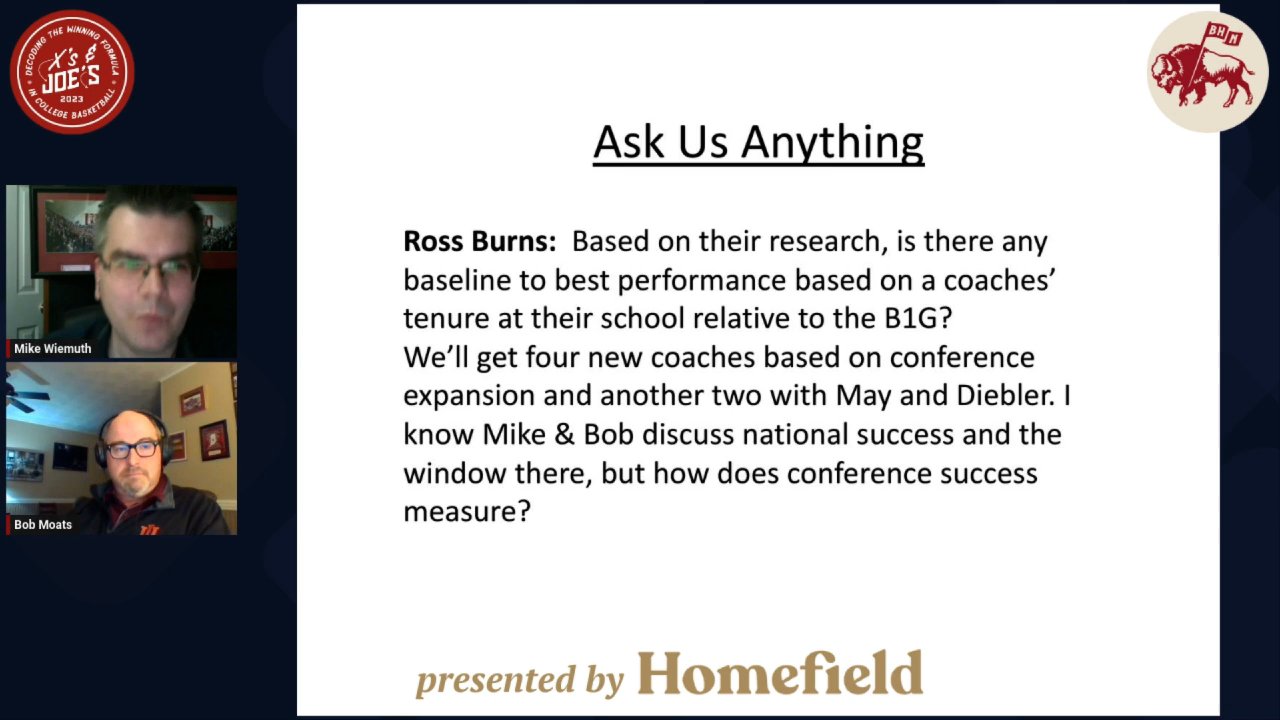 DECODING THE WINNING FORMULA
X's &
JOE'S
2023
IN COLLEGE BASKETBALL
BHM
Ask Us Anything
Ross Burns: Based on their research, is there any
baseline to best performance based on a coaches’
tenure at their school relative to the B1G?
We’ll get four new coaches based on conference
expansion and another two with May and Diebler. I
know Mike & Bob discuss national success and the
window there, but how does conference success
measure?
Mike Wiemuth
Bob Moats
presented by Homefield